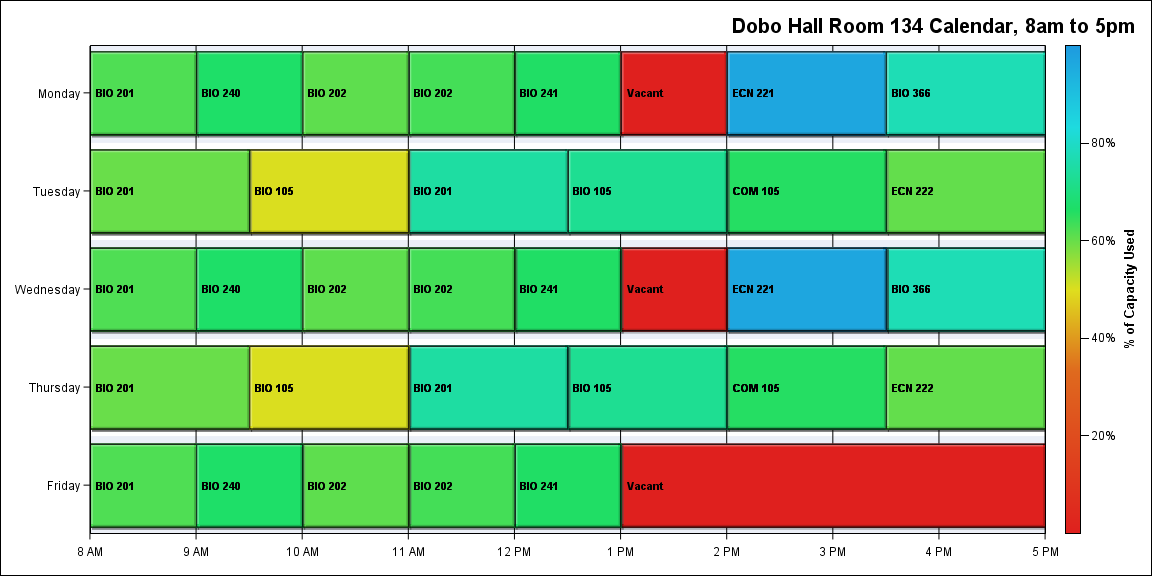 Dobo Hall Room 134 Calendar, 8am to 5pm
Monday BIO 201 BIO 240 BIO 202 BIO 202 BIO 241 Vacant ECN 221 BIO 366
Tuesday BIO 201 BIO 105 BIO 201 BIO 105 COM 105 ECN 222
Wednesday BIO 201 BIO 240 BIO 202 BIO 202 BIO 241 Vacant ECN 221 BIO 366
Thursday BIO 201 BIO 105 BIO 201 BIO 105 COM 105 ECN 222
Friday BIO 201 BIO 240 BIO 202 BIO 202 BIO 241 Vacant
8 AM 9 AM 10 AM 11 AM 12 PM 1 PM 2 PM 3 PM 4 PM 5 PM
80%
60%
40%
20%
% of Capacity Used